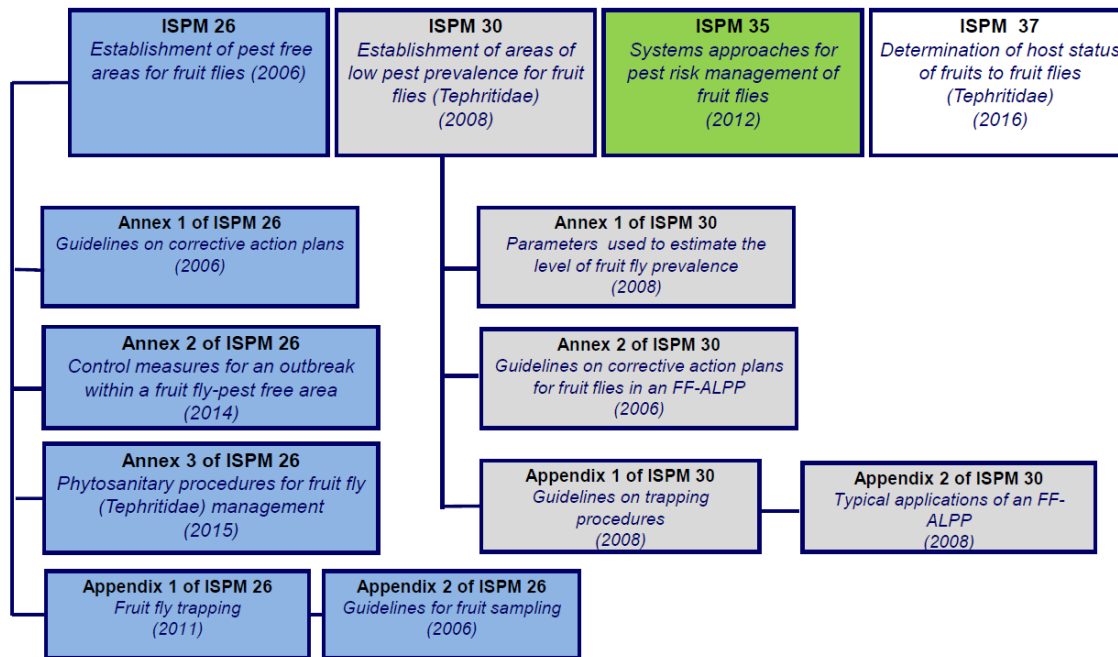 ISPM 26
Establishment of pest free
areas for fruit flies (2006)
ISPM 30
Establishment of areas of
low pest prevalence for fruit
flies (Tephritidae)
(2008)
ISPM 35
Systems approaches for
pest risk management of
fruit flies
(2012)
ISPM 37
Determination of host status
of fruits to fruit flies
(Tephritidae)
(2016)
Annex 1 of ISPM 26
Guidelines on corrective action plans
(2006)
Annex 2 of ISPM 26
Control measures for an outbreak
within a fruit fly-pest free area
(2014)
Annex 3 of ISPM 26
Phytosanitary procedures for fruit fly
(Tephritidae) management
(2015)
Appendix 1 of ISPM 26
Fruit fly trapping
(2011)
Appendix 2 of ISPM 26
Guidelines for fruit sampling
(2006)
Annex 1 of ISPM 30
Parameters used to estimate the
level of fruit fly prevalence
(2008)
Annex 2 of ISPM 30
Guidelines on corrective action plans
for fruit flies in an FF-ALPP
(2006)
Appendix 1 of ISPM 30
Guidelines on trapping
procedures
(2008)
Appendix 2 of ISPM 30
Typical applications of an FF-
ALPP
(2008)